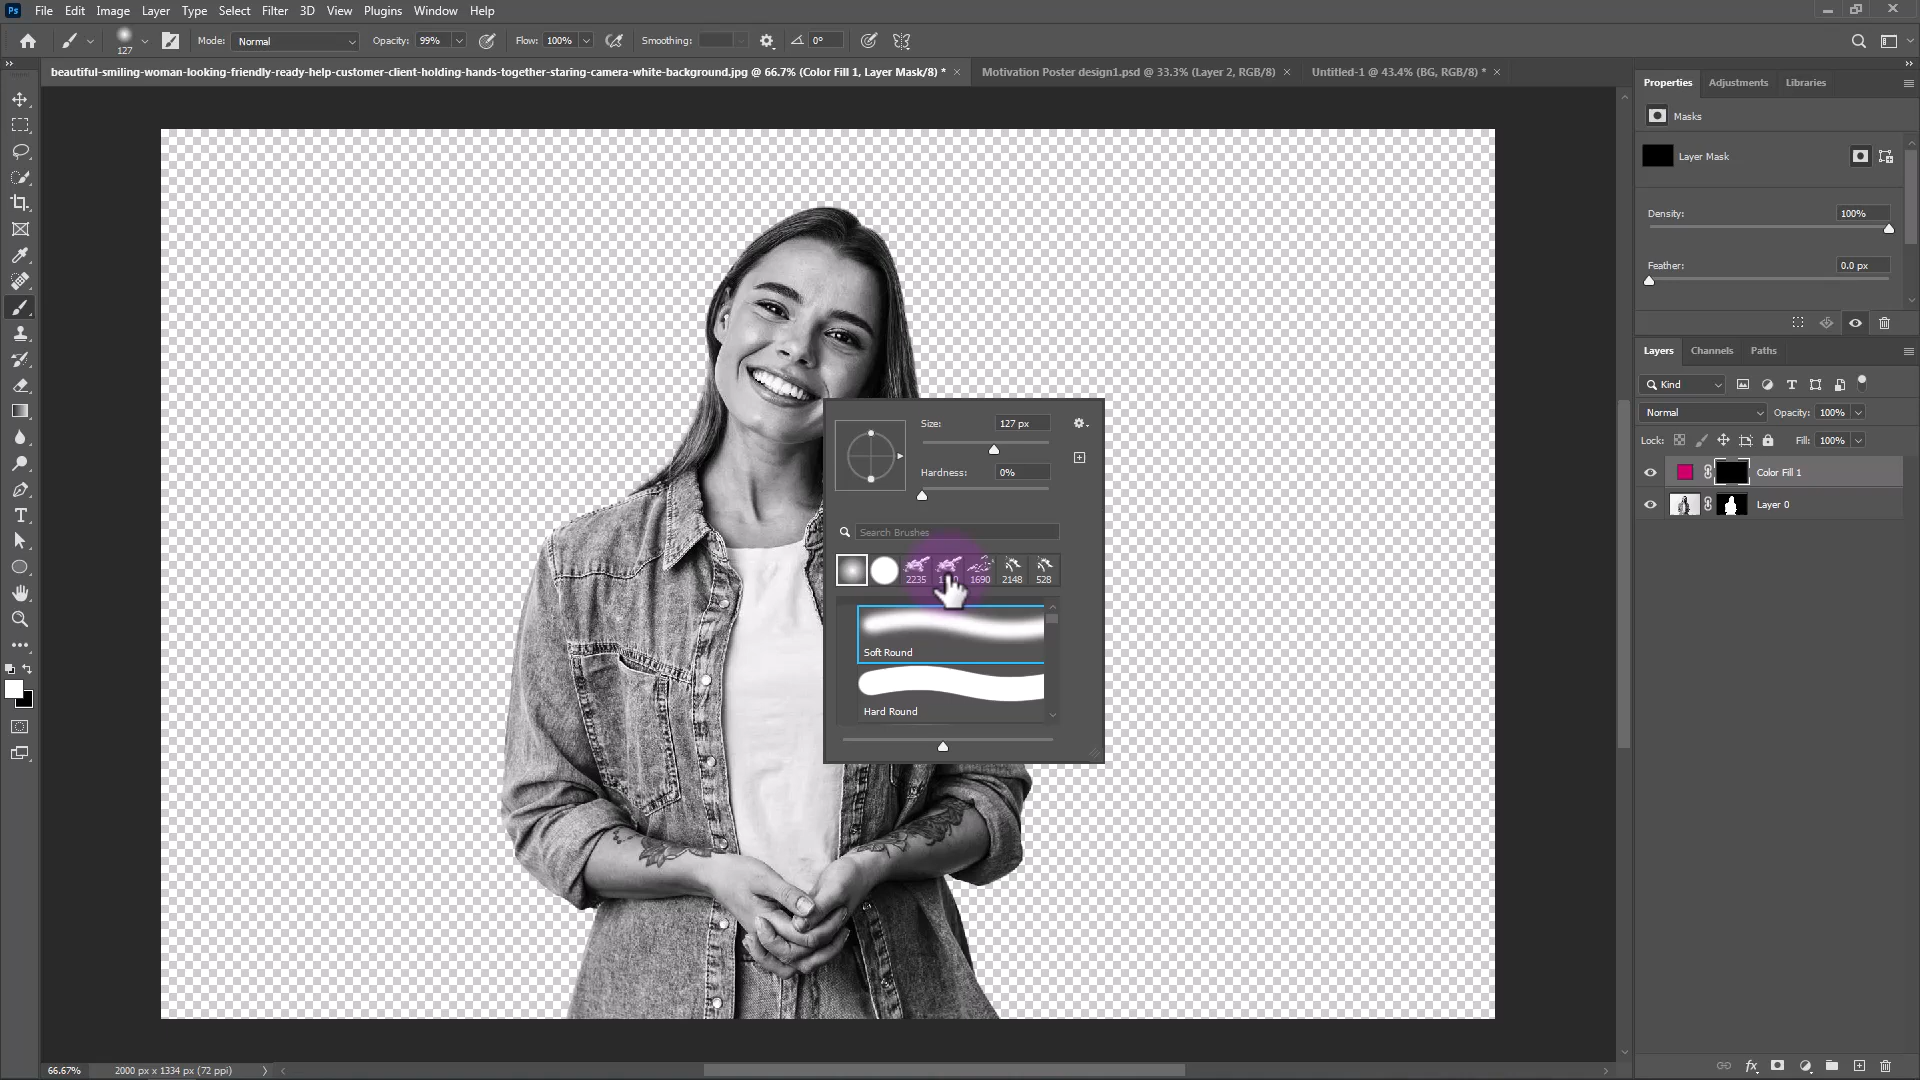 Ps File Edit Image Layer Type Select Filter 3D View Plugins Window Help
127 Mode: Normal Opacity: 99% Flow: 100% Smoothing: 0°
beautiful-smiling-woman-looking-friendly-ready-help-customer-client-holding-hands-together-staring-camera-white-background.jpg @ 66.7% (Color Fill 1, Layer Mask/8) * Motivation Poster design1.psd @ 33.3% (Layer 2, RGB/8) Untitled-1 @ 43.4% (BG, RGB/8) *
Properties Adjustments Libraries
Masks
Layer Mask
Density: 100%
Feather: 0.0 px
Layers Channels Paths
Kind
Normal Opacity: 100%
Lock: Fill: 100%
Color Fill 1
Layer 0
Size: 127 px
Hardness: 0%
Search Brushes
2235 1690 2148 528
Soft Round
Hard Round
66.67% 2000 px x 1334 px (72 ppi)